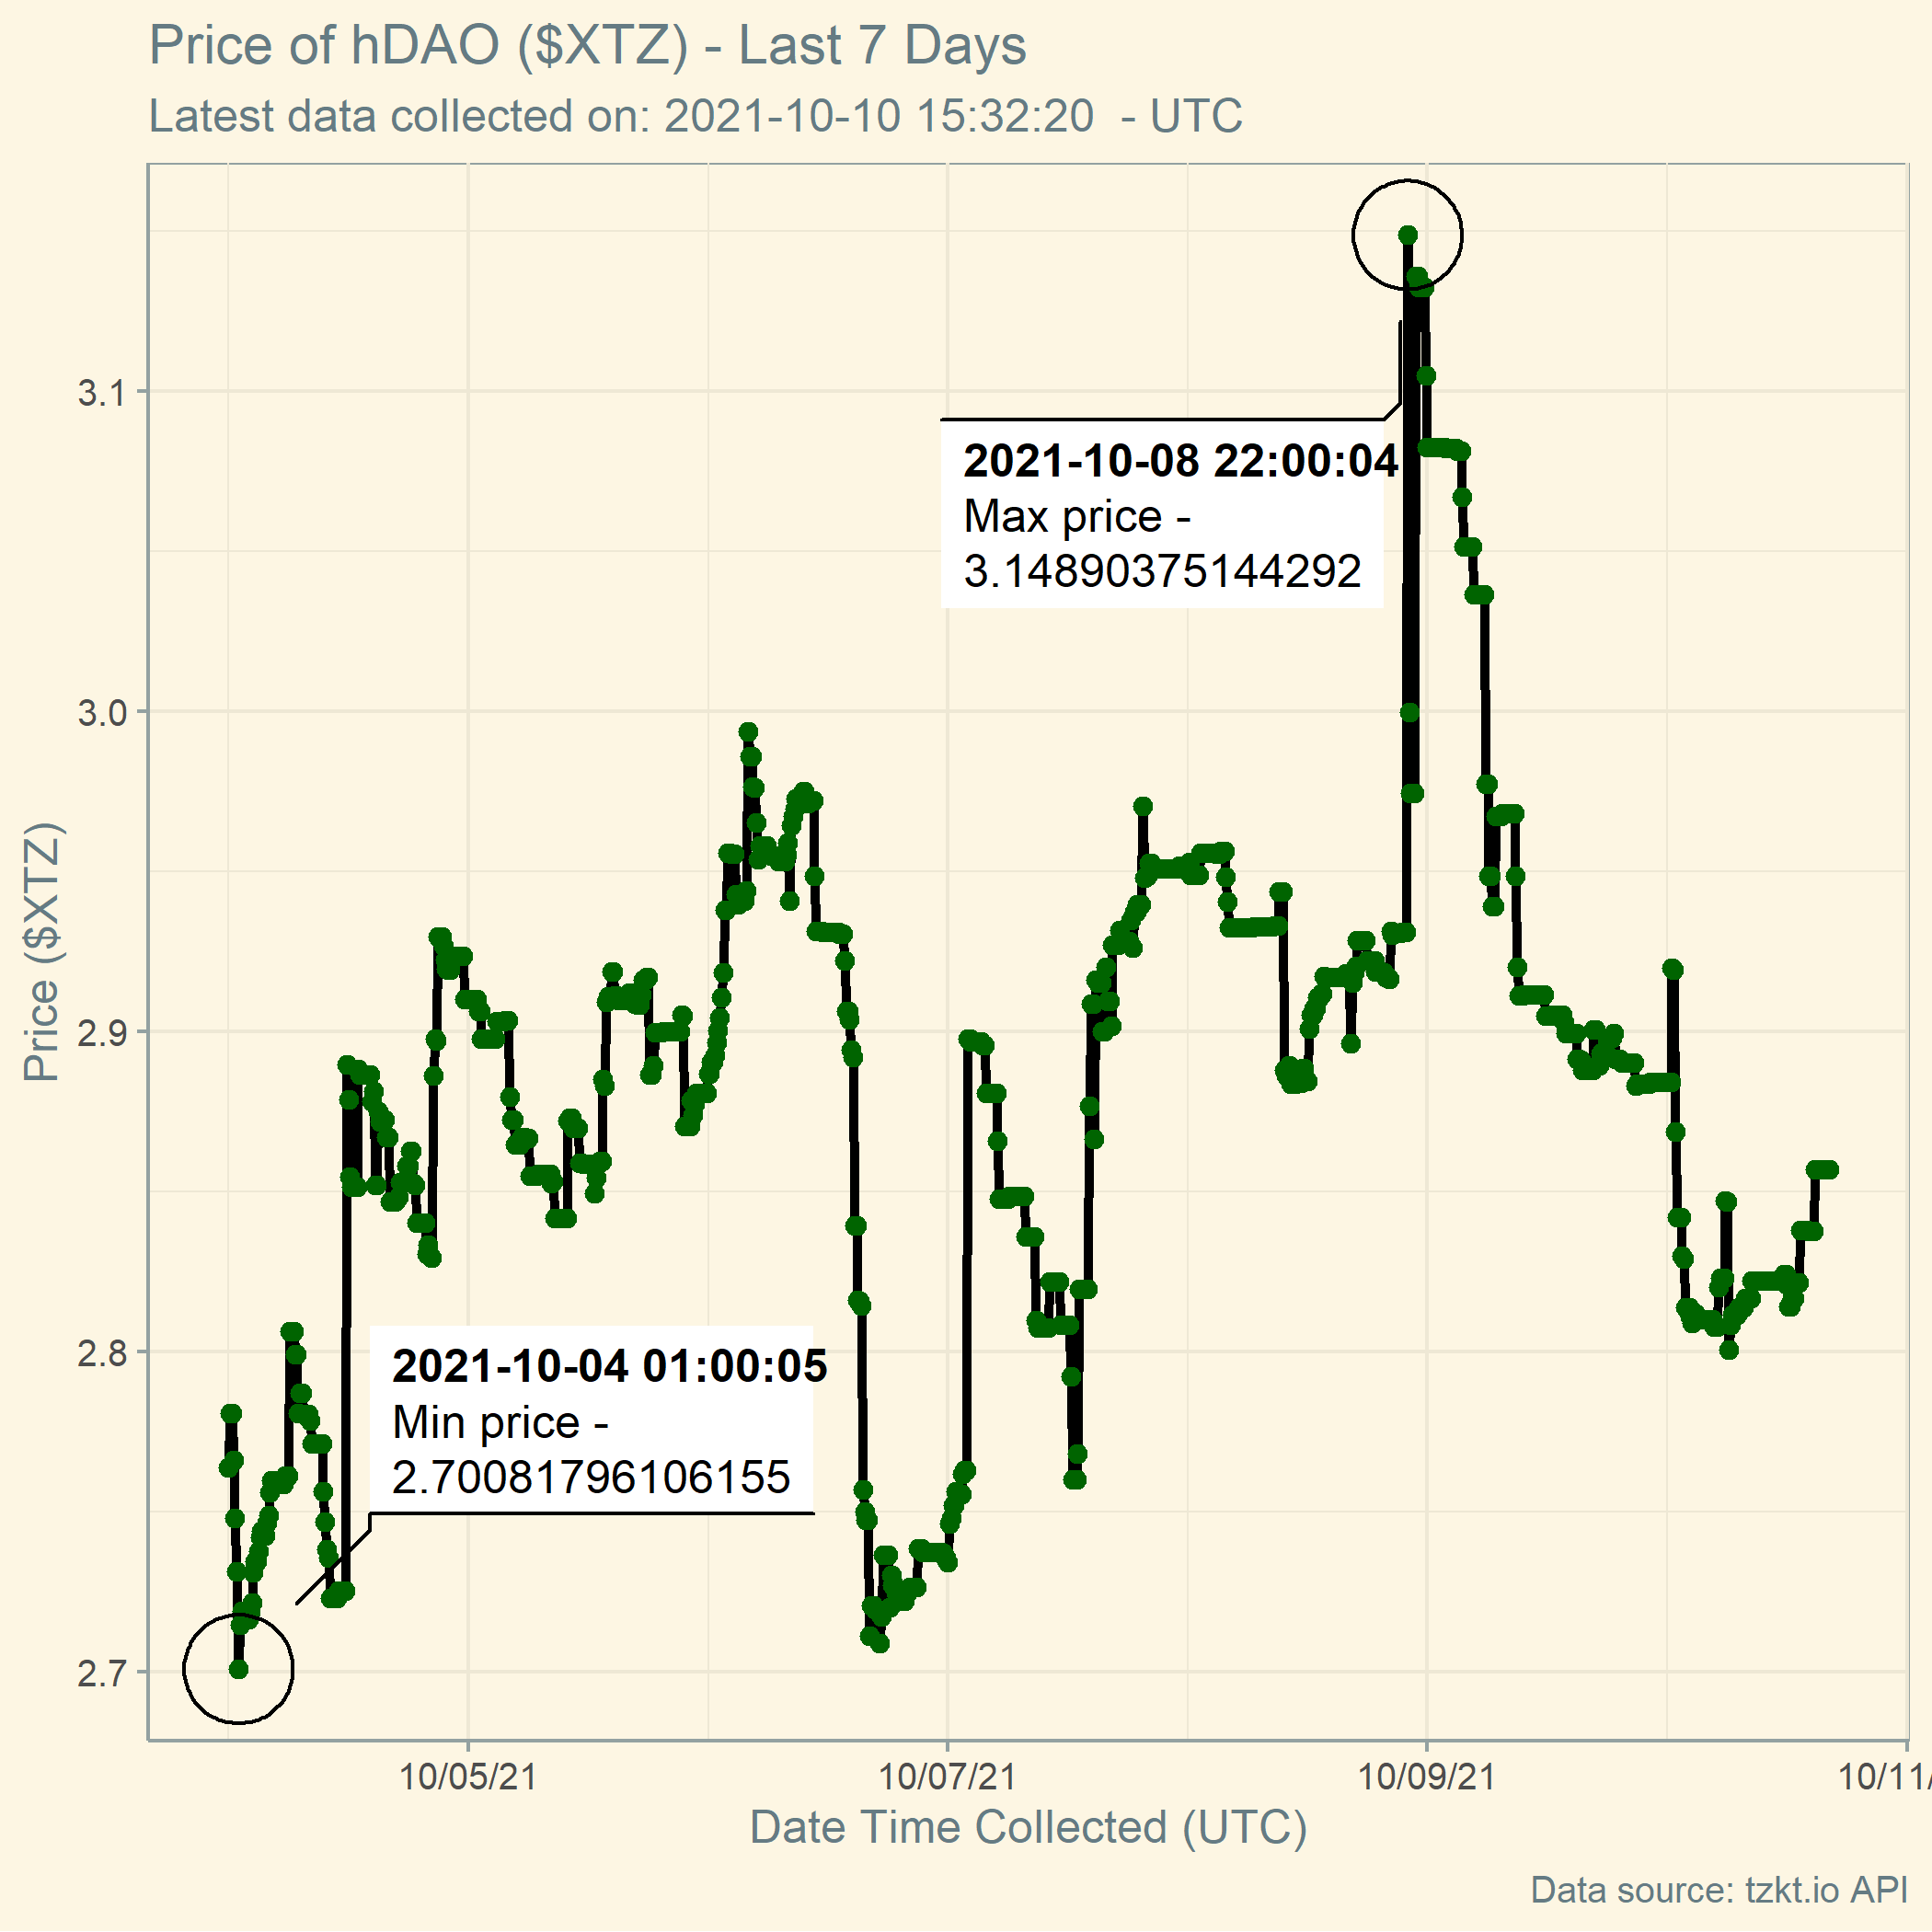 Price of hDAO ($XTZ) - Last 7 Days
Latest data collected on: 2021-10-10 15:32:20  - UTC
Price ($XTZ)
3.1
3.0
2.9
2.8
2.7
2021-10-08 22:00:04
Max price -
3.14890375144292
2021-10-04 01:00:05
Min price -
2.70081796106155
10/05/21
10/07/21
10/09/21
10/11/
Date Time Collected (UTC)
Data source: tzkt.io API